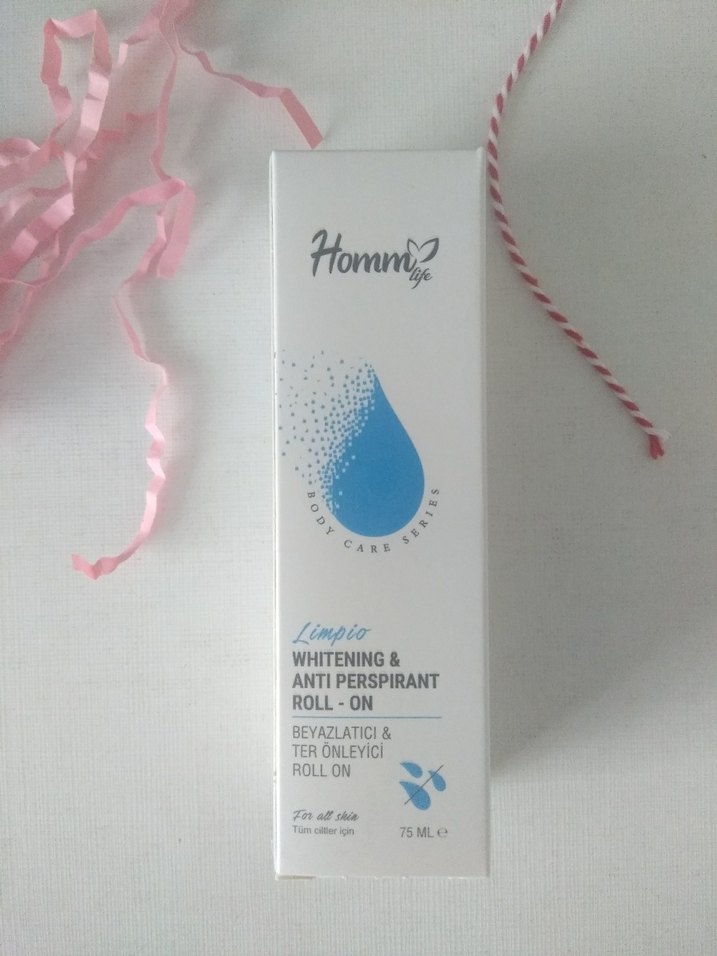 Homm
life
BODY CARE SERIES
Limpio
WHITENING &
ANTI PERSPIRANT
ROLL - ON
BEYAZLATICI &
TER ÖNLEYİCİ
ROLL ON
For all skin
Tüm ciltler için
75 ML ℮